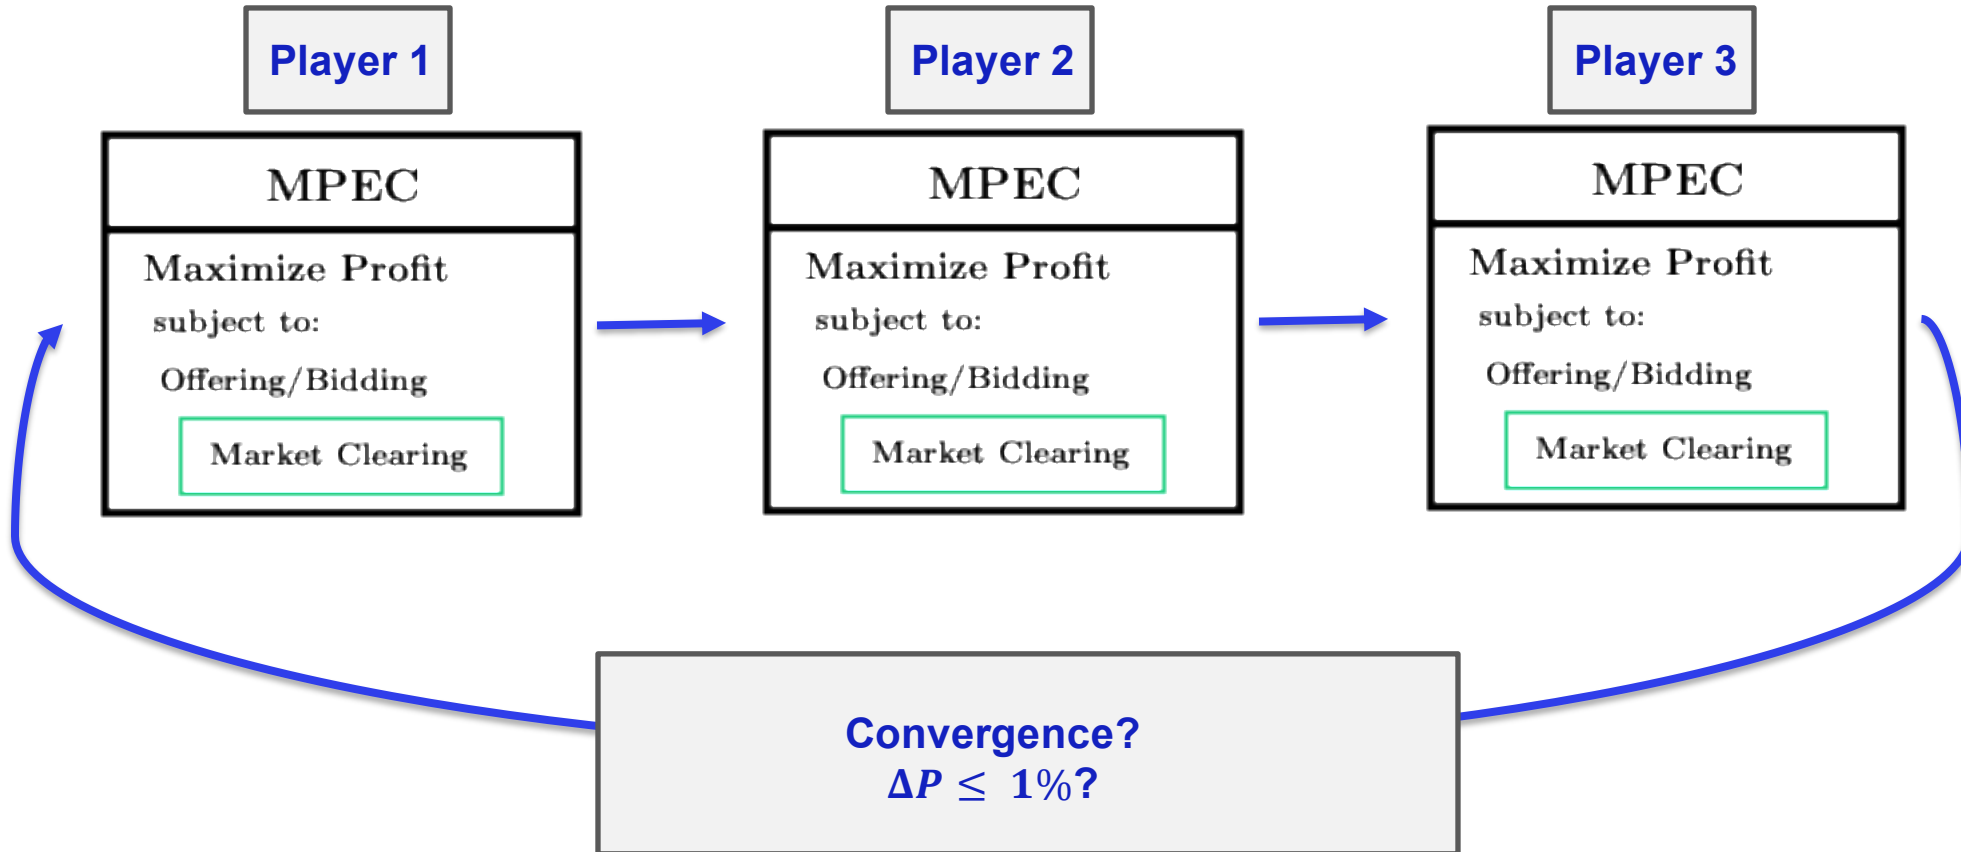 Player 1
MPEC
Maximize Profit
subject to:
Offering/Bidding
Market Clearing
Player 2
MPEC
Maximize Profit
subject to:
Offering/Bidding
Market Clearing
Player 3
MPEC
Maximize Profit
subject to:
Offering/Bidding
Market Clearing
Convergence?
ΔP ≤ 1%?